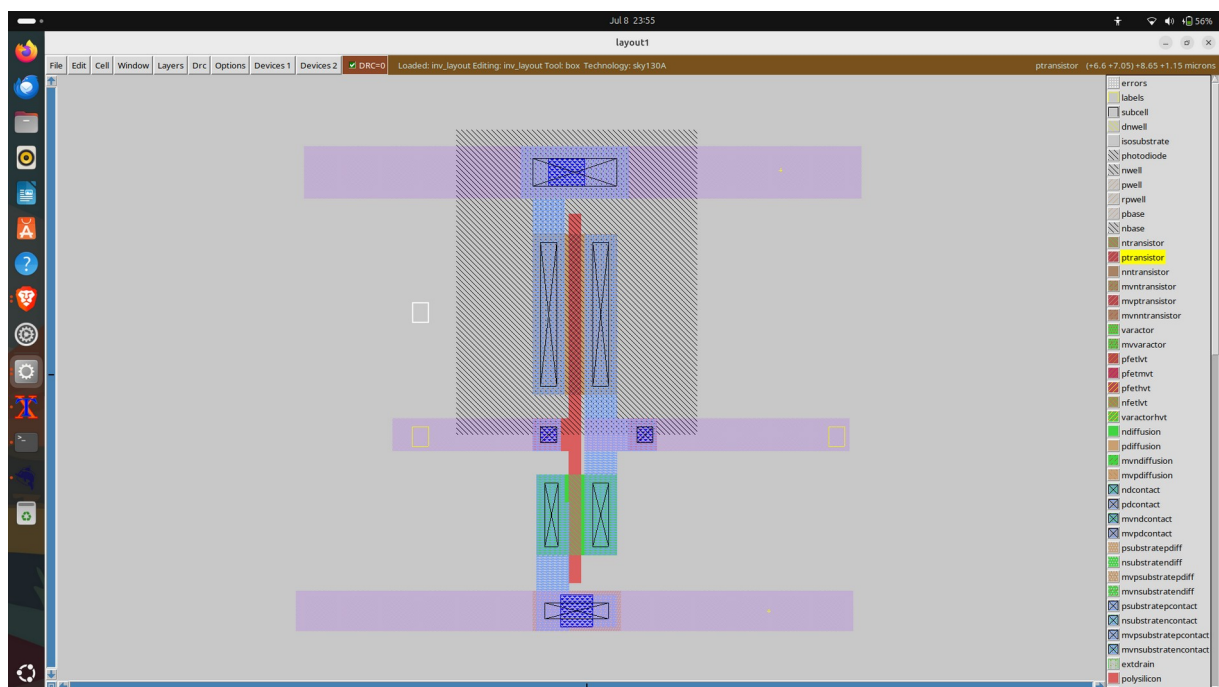 Jul 8 23:55
56%
layout1
File Edit Cell Window Layers Drc Options Devices 1 Devices 2 DRC=0 Loaded: inv_layout Editing: inv_layout Tool: box Technology: sky130A ptransistor (+6.6 +7.05) +8.65 +1.15 microns
errors
labels
subcell
dnwell
isosubstrate
photodiode
nwell
pwell
rpwell
pbase
nbase
ntransistor
ptransistor
nntransistor
mvntransistor
mvptransistor
mvnntransistor
varactor
mvvaractor
pfetlvt
pfetmvt
pfethvt
nfetlvt
varactorhvt
ndiffusion
pdiffusion
mvndiffusion
mvpdiffusion
ndcontact
pdcontact
mvndcontact
mvpdcontact
psubstratepdiff
nsubstratendiff
mvpsubstratepdiff
mvnsubstratendiff
psubstratepcontact
nsubstratencontact
mvpsubstratepcontact
mvnsubstratencontact
extdrain
polysilicon